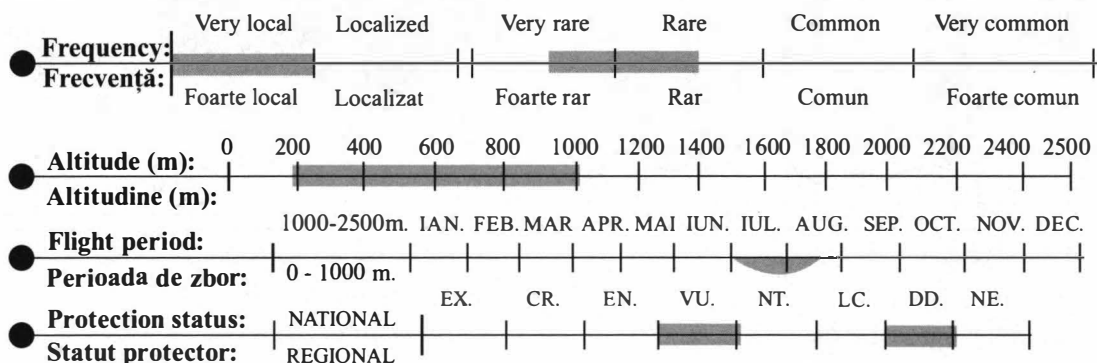 Very local Localized Very rare Rare Common Very common
Frequency:
Frecvență:
Foarte local Localizat Foarte rar Rar Comun Foarte comun
0 200 400 600 800 1000 1200 1400 1600 1800 2000 2200 2400 2500
Altitude (m):
Altitudine (m):
1000-2500m. IAN. FEB. MAR APR. MAI IUN. IUL. AUG. SEP. OCT. NOV. DEC.
Flight period:
Perioada de zbor: 0 - 1000 m.
EX. CR. EN. VU. NT. LC. DD. NE.
Protection status: NATIONAL
Statut protector: REGIONAL